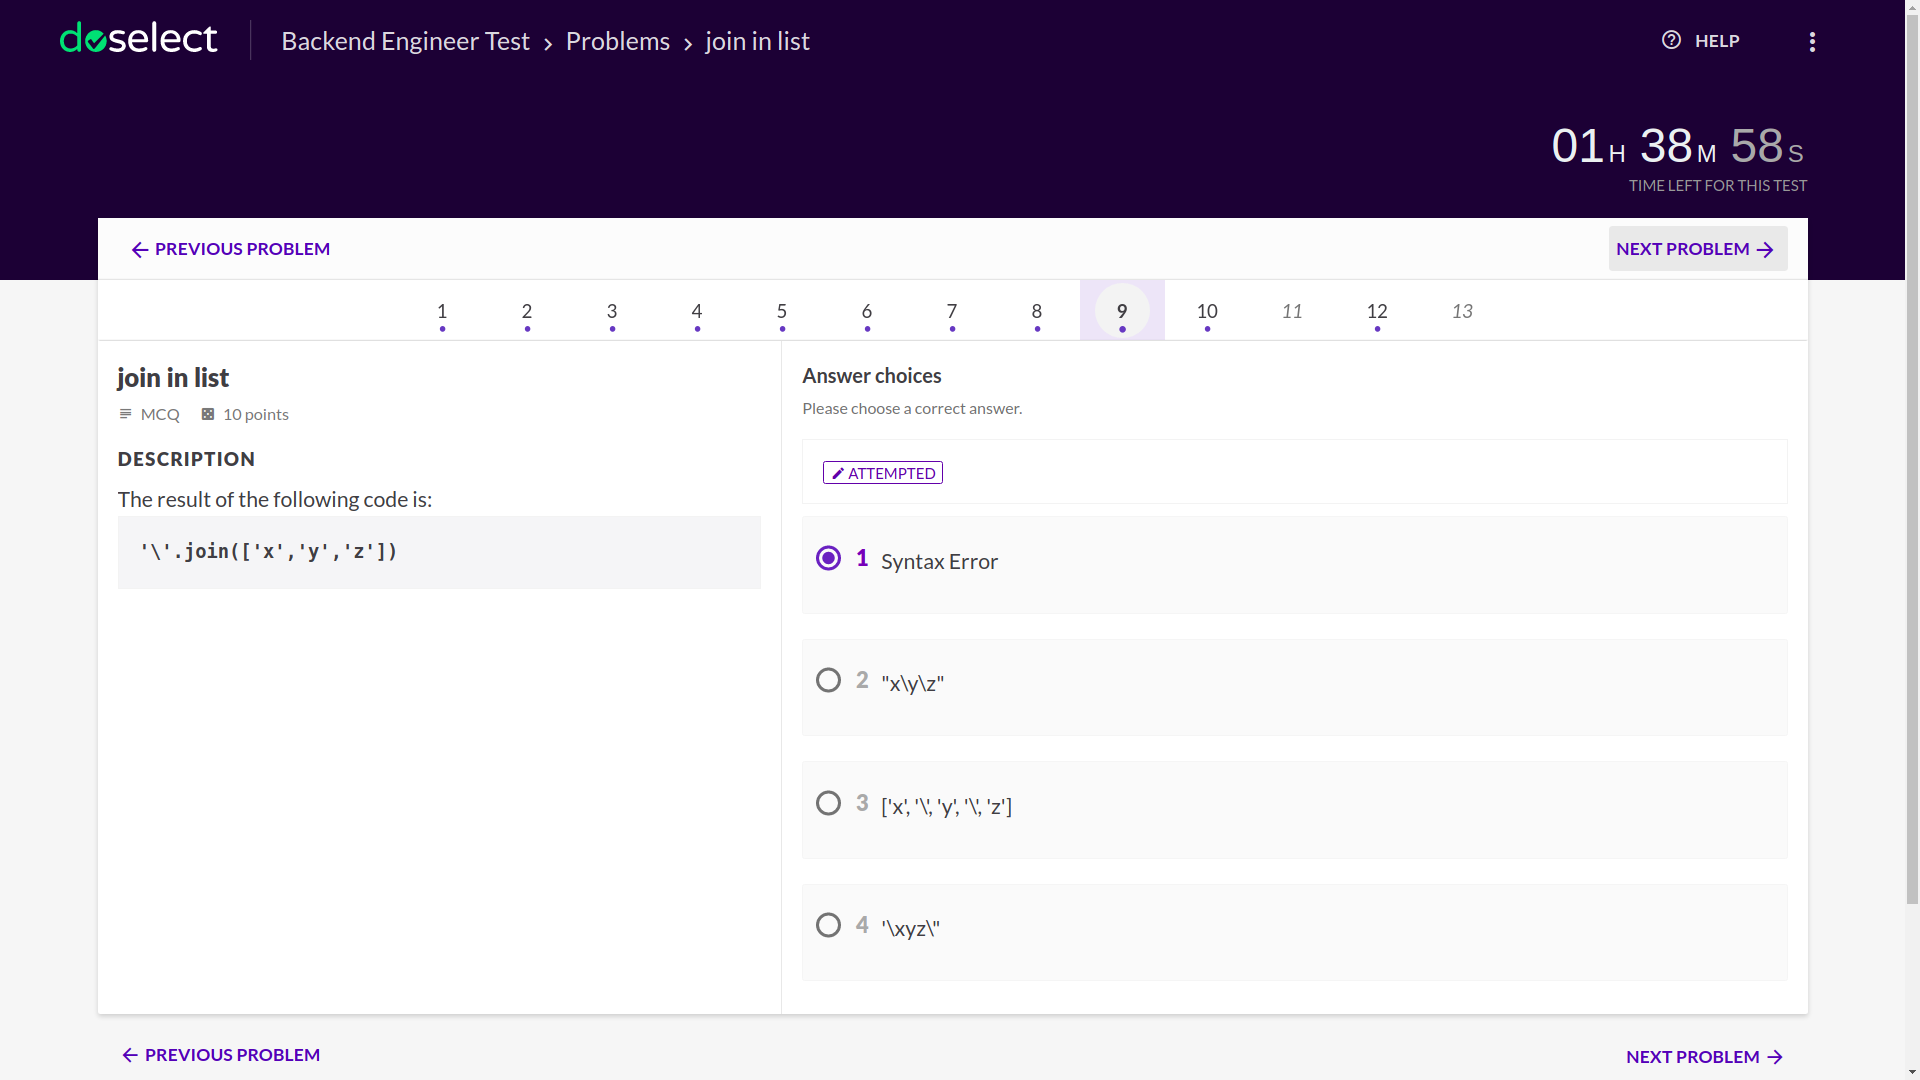 doselect
Backend Engineer Test › Problems › join in list
HELP
01 H 38 M 58 S
TIME LEFT FOR THIS TEST
← PREVIOUS PROBLEM
NEXT PROBLEM →
1 2 3 4 5 6 7 8 9 10 11 12 13
join in list
MCQ 10 points
DESCRIPTION
The result of the following code is:
'\'.join(['x','y','z'])
Answer choices
Please choose a correct answer.
ATTEMPTED
1 Syntax Error
2 "x\y\z"
3 ['x', '\', 'y', '\', 'z']
4 '\xyz\"
← PREVIOUS PROBLEM
NEXT PROBLEM →